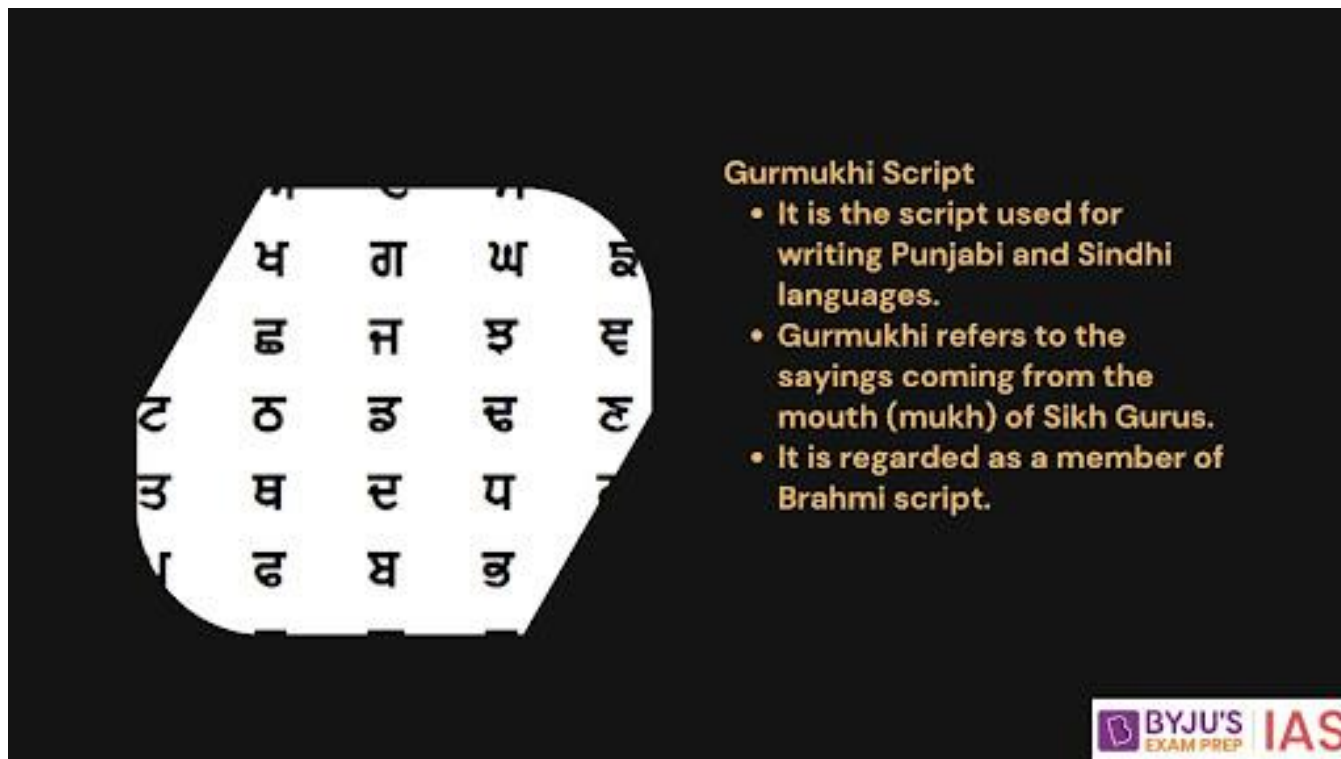 ਖ ਗ ਘ ਙ
ਛ ਜ ਝ ਞ
ਟ ਠ ਡ ਢ ਣ
ਤ ਥ ਦ ਧ
ਫ ਬ ਭ
Gurmukhi Script
• It is the script used for
writing Punjabi and Sindhi
languages.
• Gurmukhi refers to the
sayings coming from the
mouth (mukh) of Sikh Gurus.
• It is regarded as a member of
Brahmi script.
BYJU'S
EXAM PREP
IAS